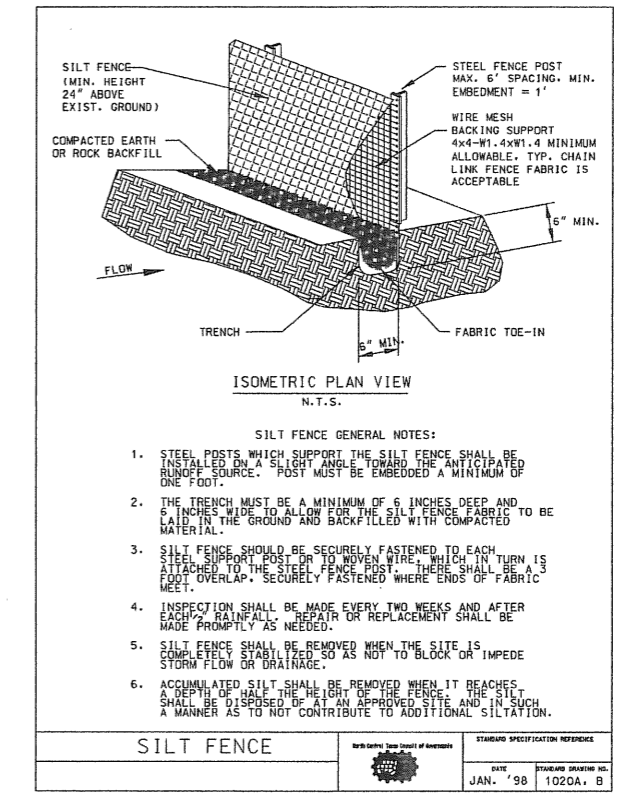 SILT FENCE
(MIN. HEIGHT
24" ABOVE
EXIST. GROUND)
COMPACTED EARTH
OR ROCK BACKFILL
STEEL FENCE POST
MAX. 6' SPACING, MIN.
EMBEDMENT = 1'
WIRE MESH
BACKING SUPPORT
4x4-W1.4xW1.4 MINIMUM
ALLOWABLE, TYP. CHAIN
LINK FENCE FABRIC IS
ACCEPTABLE
6" MIN.
FLOW
TRENCH
6" MIN.
FABRIC TOE-IN
ISOMETRIC PLAN VIEW
N.T.S.
SILT FENCE GENERAL NOTES:
1. STEEL POSTS WHICH SUPPORT THE SILT FENCE SHALL BE
INSTALLED ON A SLIGHT ANGLE TOWARD THE ANTICIPATED
RUNOFF SOURCE. POST MUST BE EMBEDDED A MINIMUM OF
ONE FOOT.
2. THE TRENCH MUST BE A MINIMUM OF 6 INCHES DEEP AND
6 INCHES WIDE TO ALLOW FOR THE SILT FENCE FABRIC TO BE
LAID IN THE GROUND AND BACKFILLED WITH COMPACTED
MATERIAL.
3. SILT FENCE SHOULD BE SECURELY FASTENED TO EACH
STEEL SUPPORT POST OR TO WOVEN WIRE, WHICH IN TURN IS
ATTACHED TO THE STEEL FENCE POST. THERE SHALL BE A 3
FOOT OVERLAP, SECURELY FASTENED WHERE ENDS OF FABRIC
MEET.
4. INSPECTION SHALL BE MADE EVERY TWO WEEKS AND AFTER
EACH 1/2" RAINFALL. REPAIR OR REPLACEMENT SHALL BE
MADE PROMPTLY AS NEEDED.
5. SILT FENCE SHALL BE REMOVED WHEN THE SITE IS
COMPLETELY STABILIZED SO AS NOT TO BLOCK OR IMPEDE
STORM FLOW OR DRAINAGE.
6. ACCUMULATED SILT SHALL BE REMOVED WHEN IT REACHES
A DEPTH OF HALF THE HEIGHT OF THE FENCE. THE SILT
SHALL BE DISPOSED OF AT AN APPROVED SITE AND IN SUCH
A MANNER AS TO NOT CONTRIBUTE TO ADDITIONAL SILTATION.
SILT FENCE
North Central Texas Council of Governments
STANDARD SPECIFICATION REFERENCE
DATE
JAN. '98
STANDARD DRAWING NO.
1020A, B